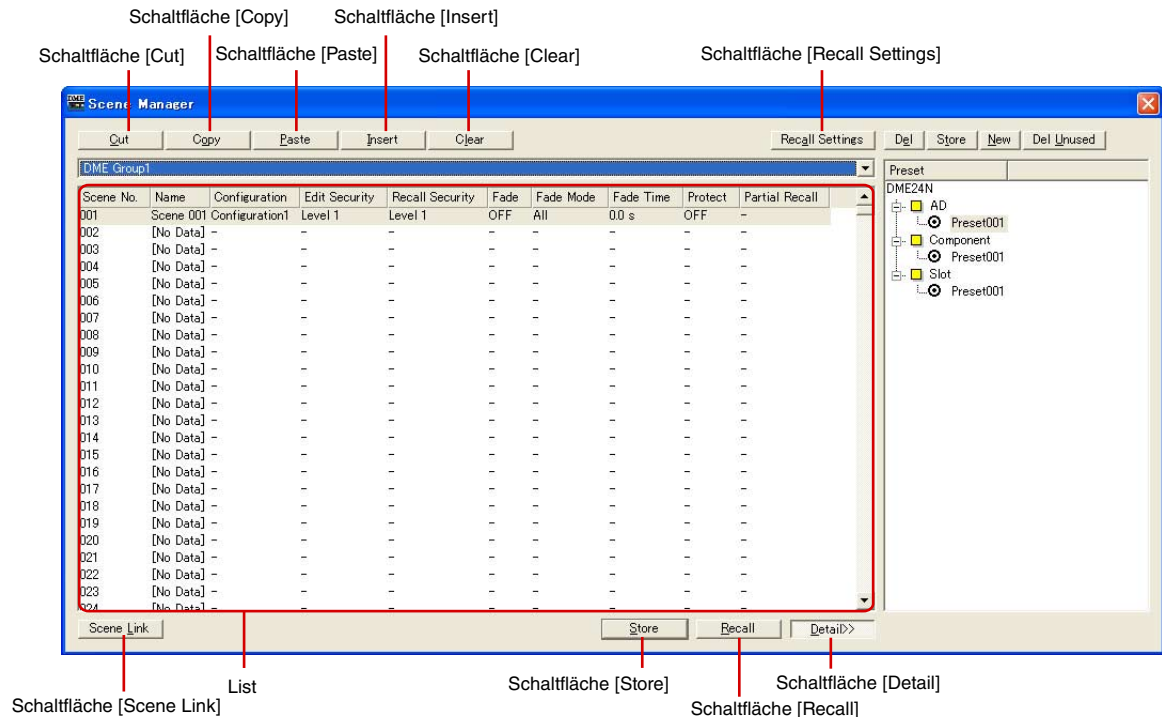 Schaltfläche [Copy] Schaltfläche [Insert]
Schaltfläche [Cut] Schaltfläche [Paste] Schaltfläche [Clear] Schaltfläche [Recall Settings]
Scene Manager
Cut Copy Paste Insert Clear Recall Settings Del Store New Del Unused
DME Group1
Preset
Scene No. Name Configuration Edit Security Recall Security Fade Fade Mode Fade Time Protect Partial Recall
DME24N
001 Scene 001 Configuration1 Level 1 Level 1 OFF All 0.0 s OFF -
AD
Preset001
Component
Preset001
Slot
Preset001
002 [No Data] - - - - - - - -
003 [No Data] - - - - - - - -
004 [No Data] - - - - - - - -
005 [No Data] - - - - - - - -
006 [No Data] - - - - - - - -
007 [No Data] - - - - - - - -
008 [No Data] - - - - - - - -
009 [No Data] - - - - - - - -
010 [No Data] - - - - - - - -
011 [No Data] - - - - - - - -
012 [No Data] - - - - - - - -
013 [No Data] - - - - - - - -
014 [No Data] - - - - - - - -
015 [No Data] - - - - - - - -
016 [No Data] - - - - - - - -
017 [No Data] - - - - - - - -
018 [No Data] - - - - - - - -
019 [No Data] - - - - - - - -
020 [No Data] - - - - - - - -
021 [No Data] - - - - - - - -
022 [No Data] - - - - - - - -
023 [No Data] - - - - - - - -
024 [No Data] - - - - - - - -
Scene Link Store Recall Detail>>
List Schaltfläche [Store] Schaltfläche [Detail]
Schaltfläche [Scene Link] Schaltfläche [Recall]